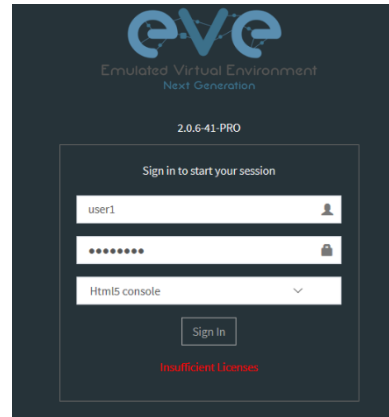 eve
Emulated Virtual Environment
Next Generation
2.0.6-41-PRO
Sign in to start your session
user1
••••••••
Html5 console
Sign In
Insufficient Licenses